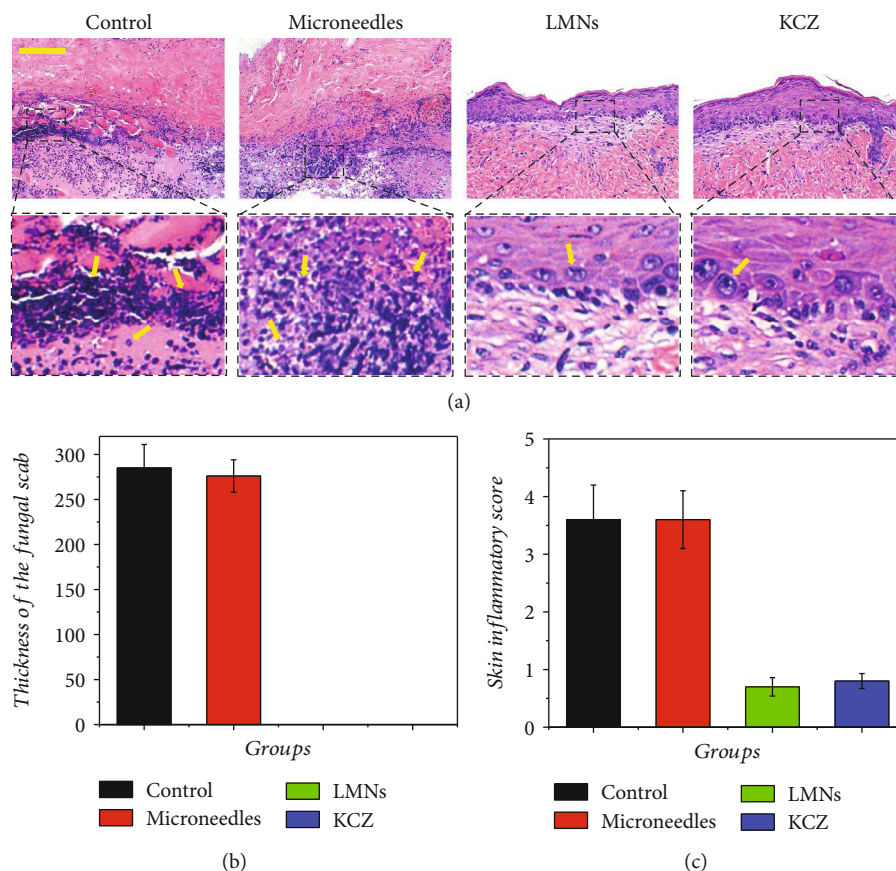 Control Microneedles LMNs KCZ
(a)
Thickness of the fungal scab
300
250
200
150
100
50
0
Groups
Control LMNs
Microneedles KCZ
(b)
Skin inflammatory score
5
4
3
2
1
0
Groups
Control LMNs
Microneedles KCZ
(c)